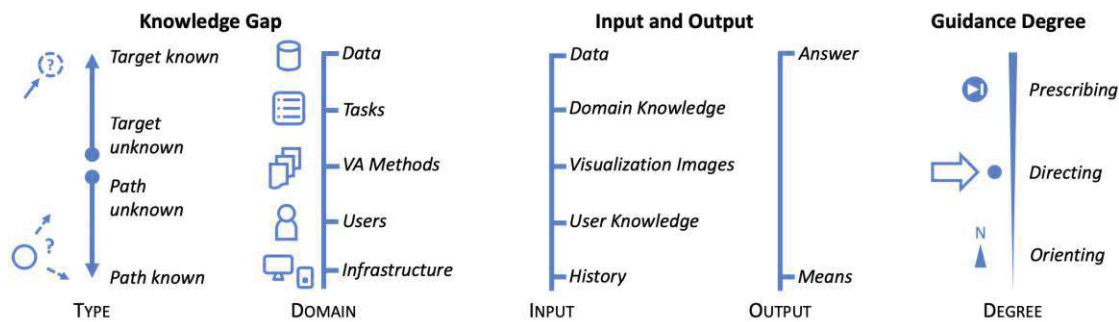 Knowledge Gap
Input and Output
Guidance Degree
?
Target known
Target
unknown
Path
unknown
?
Path known
TYPE
Data
Tasks
VA Methods
Users
Infrastructure
DOMAIN
Data
Domain Knowledge
Visualization Images
User Knowledge
History
INPUT
Answer
Means
OUTPUT
Prescribing
Directing
N
Orienting
DEGREE